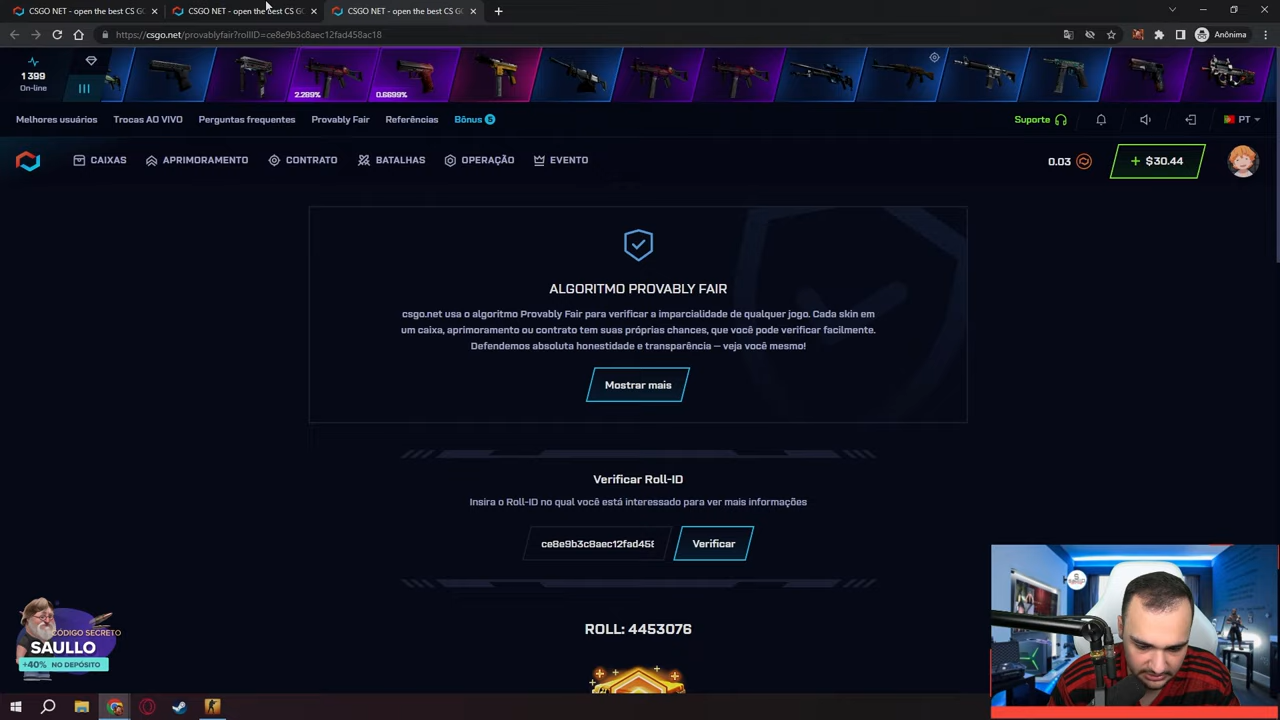 CSGO NET - open the best CS G
CSGO NET - open the best CS G
CSGO NET - open the best CS G
https://csgo.net/provablyfair?rollID=ce8e9b3c8aec12fad458ac18
Anônima
1 399
On-line
2.289%
0.6699%
Melhores usuários
Trocas AO VIVO
Perguntas frequentes
Provably Fair
Referências
Bônus 6
Suporte
PT
CAIXAS
APRIMORAMENTO
CONTRATO
BATALHAS
OPERAÇÃO
EVENTO
0.03
+ $30.44
ALGORITMO PROVABLY FAIR
csgo.net usa o algoritmo Provably Fair para verificar a imparcialidade de qualquer jogo. Cada skin em
um caixa, aprimoramento ou contrato tem suas próprias chances, que você pode verificar facilmente.
Defendemos absoluta honestidade e transparência — veja você mesmo!
Mostrar mais
Verificar Roll-ID
Insira o Roll-ID no qual você está interessado para ver mais informações
ce8e9b3c8aec12fad458
Verificar
ROLL: 4453076
CÓDIGO SECRETO
SAULLO
+40% NO DEPÓSITO